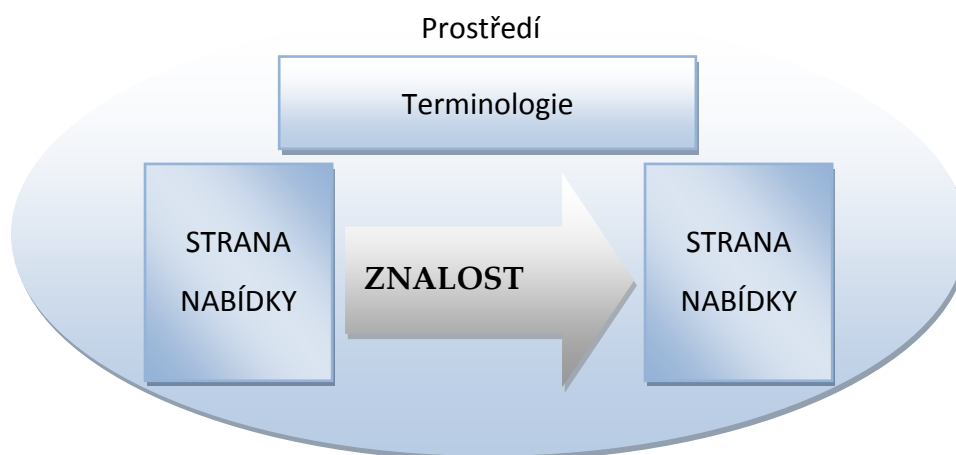 Prostředí
Terminologie
STRANA
NABÍDKY
ZNALOST
STRANA
NABÍDKY